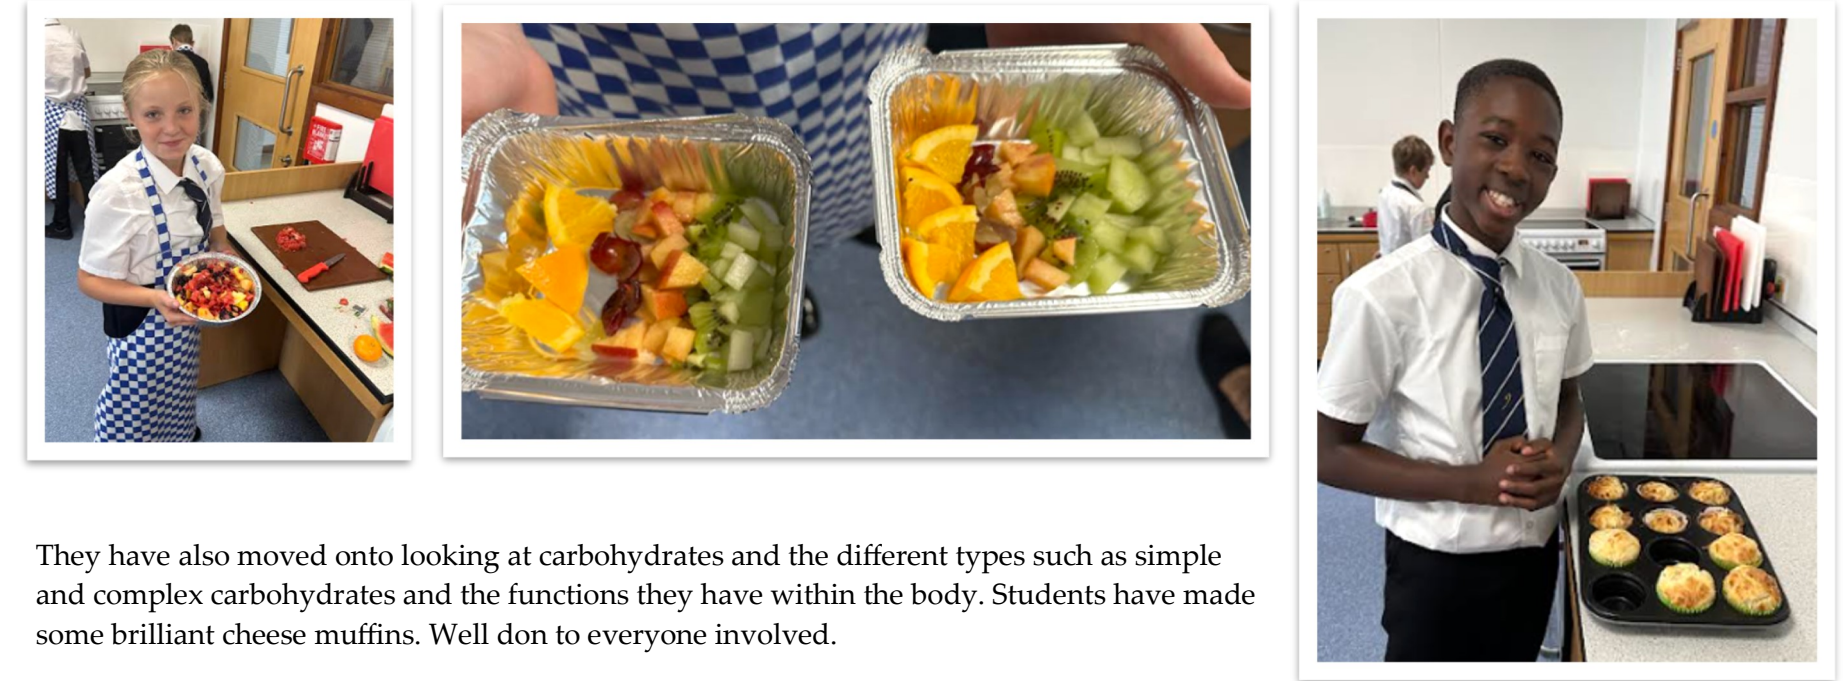 They have also moved onto looking at carbohydrates and the different types such as simple
and complex carbohydrates and the functions they have within the body. Students have made
some brilliant cheese muffins. Well don to everyone involved.